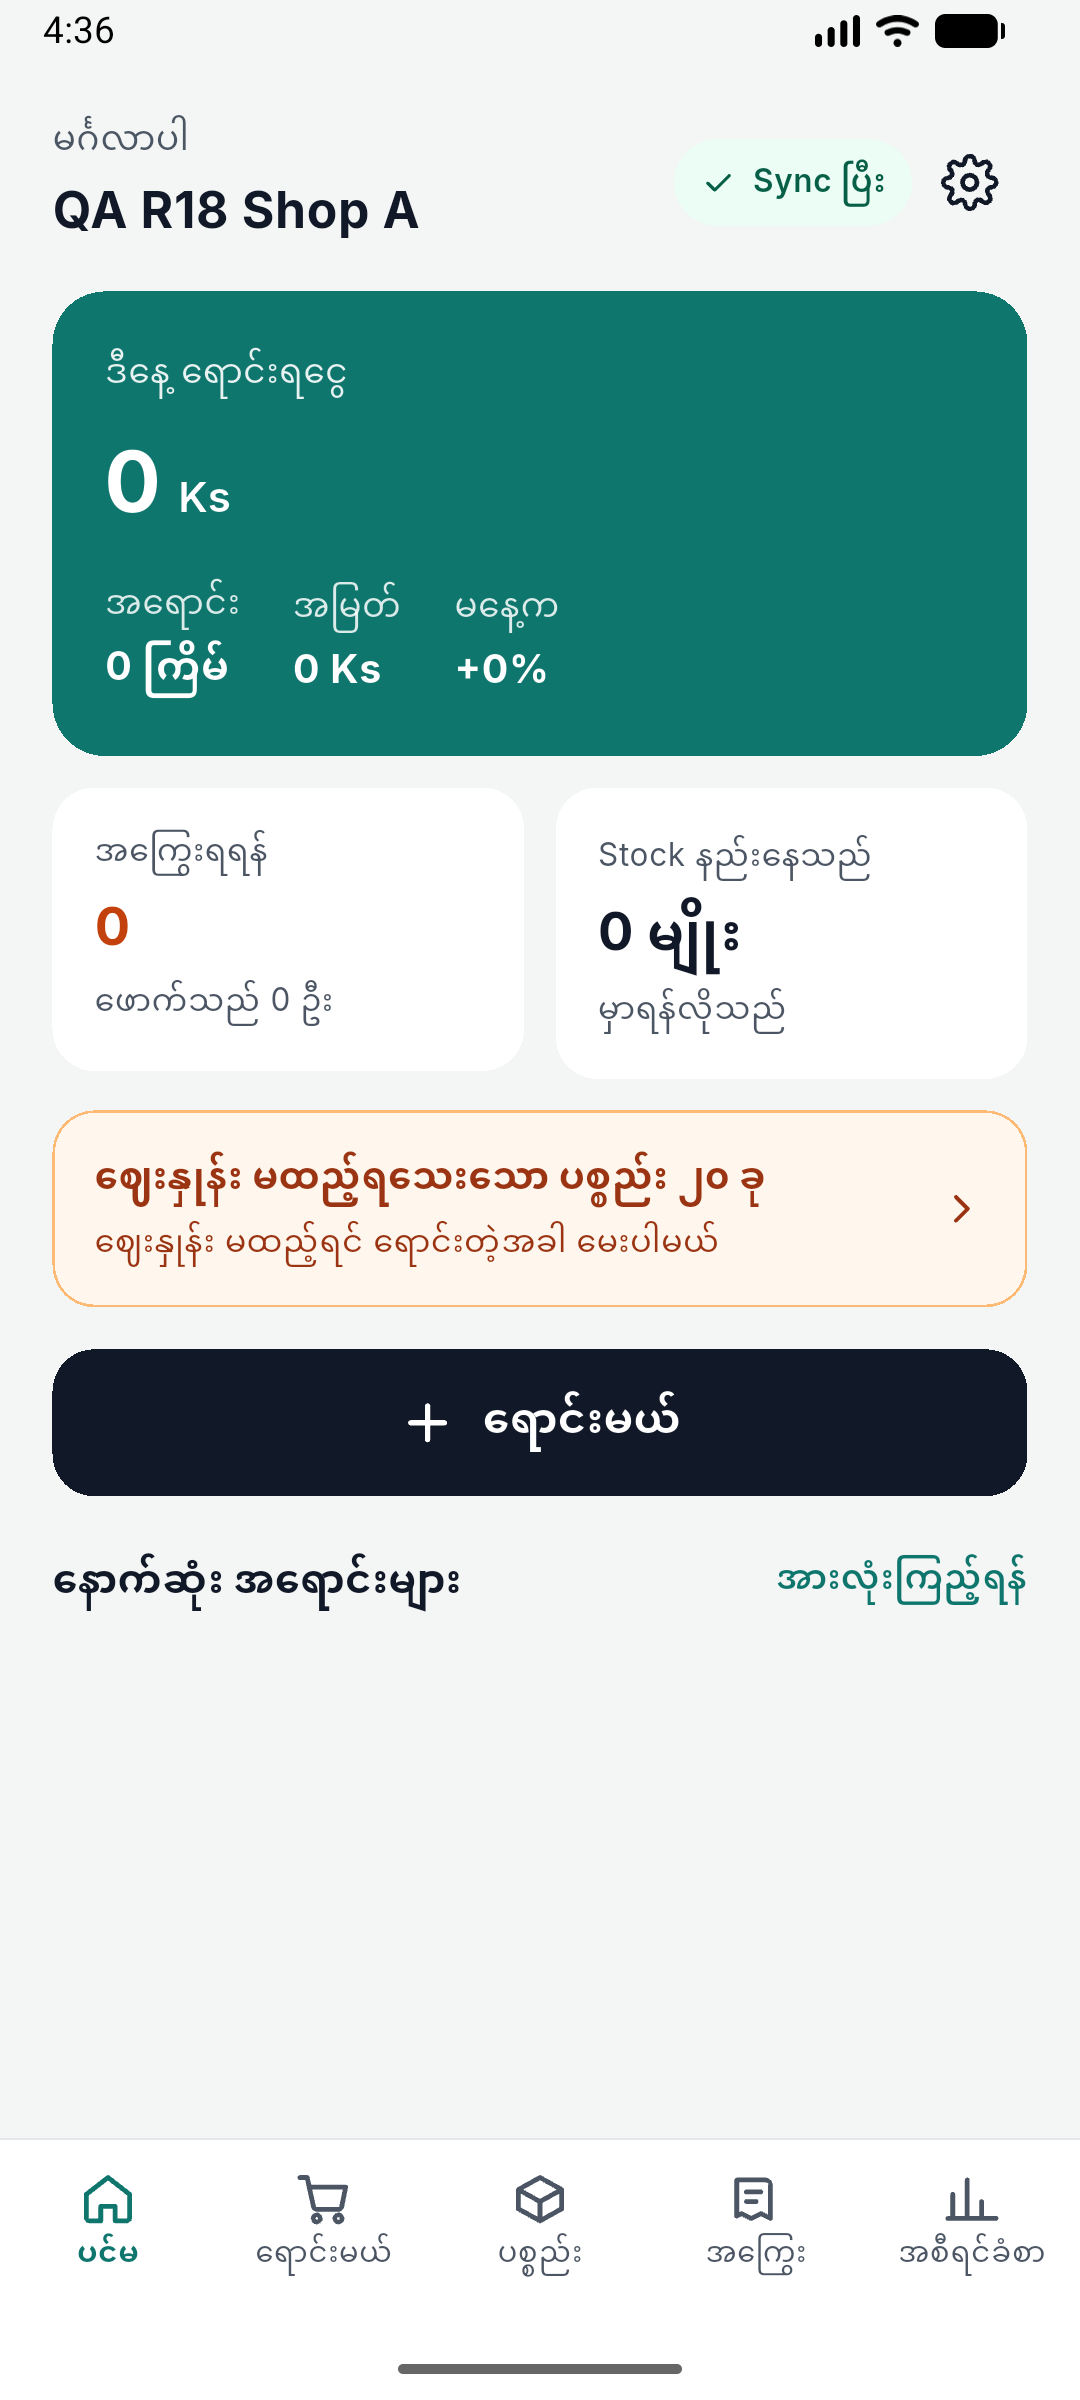 4:36
မင်္ဂလာပါ
QA R18 Shop A
Sync ပြီး
ဒီနေ့ ရောင်းရငွေ
0 Ks
အရောင်း အမြတ် မနေ့က
0 ကြိမ် 0 Ks +0%
အကြွေးရရန်
0
ဖောက်သည် 0 ဦး
Stock နည်းနေသည်
0 မျိုး
မှာရန်လိုသည်
ဈေးနှုန်း မထည့်ရသေးသော ပစ္စည်း ၂၀ ခု
ဈေးနှုန်း မထည့်ရင် ရောင်းတဲ့အခါ မေးပါမယ်
ရောင်းမယ်
နောက်ဆုံး အရောင်းများ
အားလုံးကြည့်ရန်
ပင်မ ရောင်းမယ် ပစ္စည်း အကြွေး အစီရင်ခံစာ